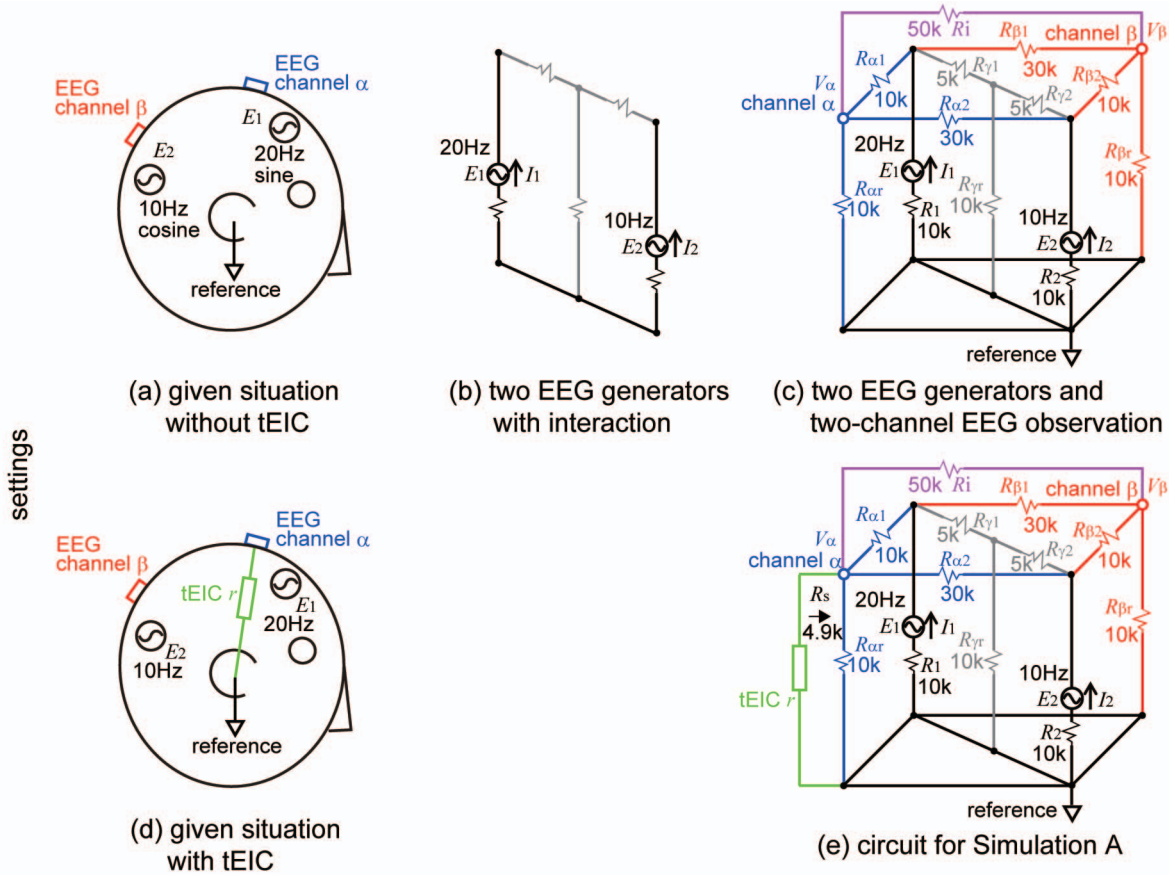 settings
EEG
channel β
EEG
channel α
E2
10Hz
cosine
E1
20Hz
sine
reference
(a) given situation
without tEIC
20Hz
E1
I1
10Hz
E2
I2
(b) two EEG generators
with interaction
50k Ri
Vα
channel α
Rα1
10k
Rβ1
30k
channel β
Vβ
Rγ1
5k
Rγ2
5k
Rβ2
10k
Rα2
30k
Rαr
10k
20Hz
E1
I1
R1
10k
Rγr
10k
10Hz
E2
I2
R2
10k
Rβr
10k
reference
(c) two EEG generators and
two-channel EEG observation
EEG
channel β
EEG
channel α
tEIC r
E1
20Hz
E2
10Hz
reference
(d) given situation
with tEIC
50k Ri
Vα
channel α
Rα1
10k
Rβ1
30k
channel β
Vβ
Rγ1
5k
Rγ2
5k
Rβ2
10k
Rα2
30k
Rs
4.9k
tEIC r
Rαr
10k
20Hz
E1
I1
R1
10k
Rγr
10k
10Hz
E2
I2
R2
10k
Rβr
10k
reference
(e) circuit for Simulation A